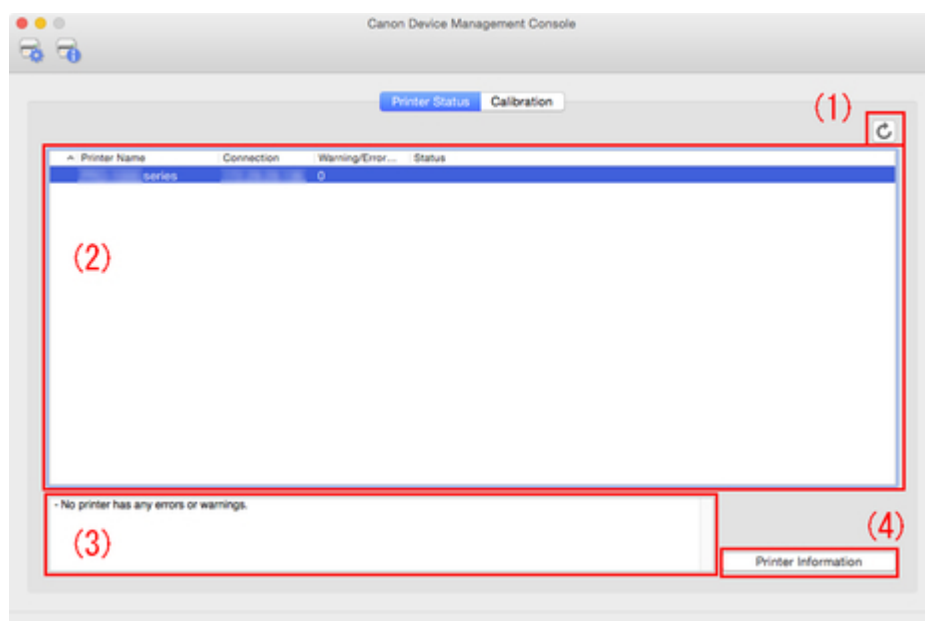 Canon Device Management Console
Printer Status Calibration
(1)
Printer Name Connection Warning/Error... Status
series 0
(2)
- No printer has any errors or warnings.
(3)
(4)
Printer Information